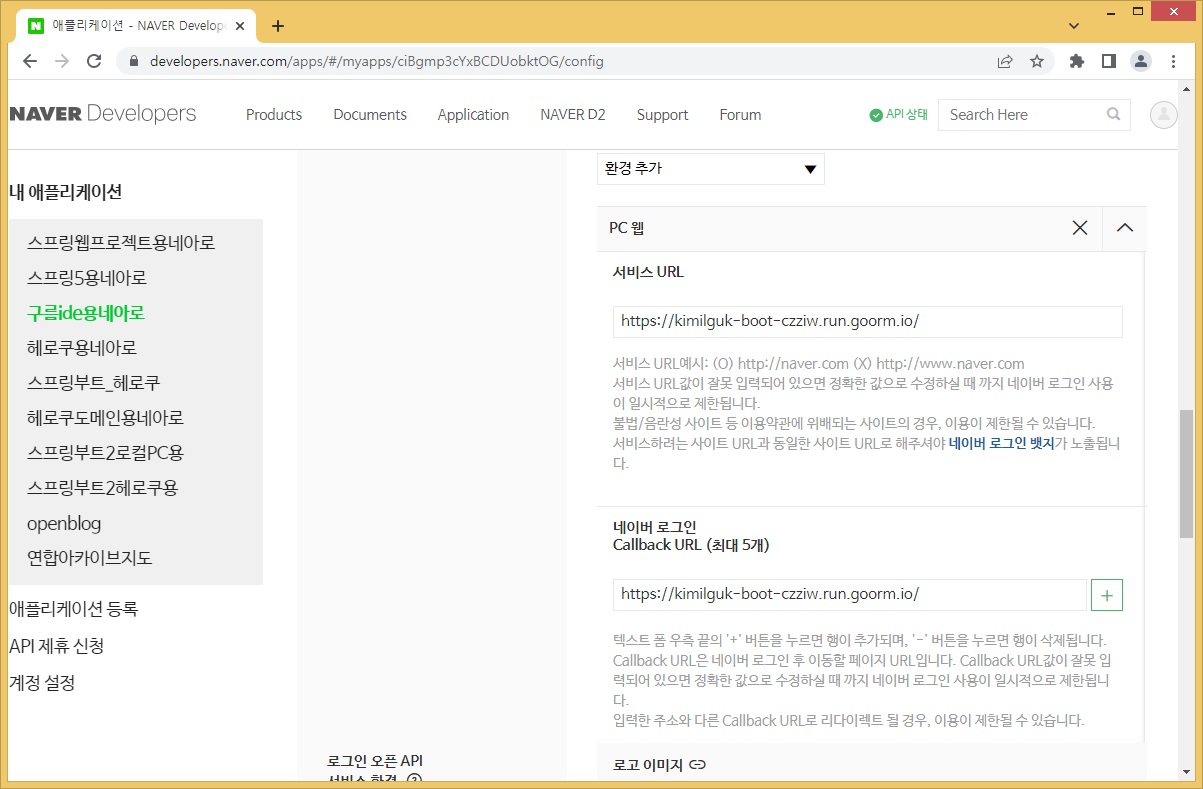 애플리케이션 - NAVER Develop
developers.naver.com/apps/#/myapps/ciBgmp3cYxBCDUobktOG/config
NAVER Developers
Products
Documents
Application
NAVER D2
Support
Forum
API 상태
Search Here
내 애플리케이션
스프링웹프로젝트용네아로
스프링5용네아로
구름ide용네아로
헤로쿠용네아로
스프링부트_헤로쿠
헤로쿠도메인용네아로
스프링부트2로컬PC용
스프링부트2헤로쿠용
openblog
연합아카이브지도
애플리케이션 등록
API 제휴 신청
계정 설정
로그인 오픈 API
서비스 환경
환경 추가
PC 웹
서비스 URL
https://kimilguk-boot-czziw.run.goorm.io/
서비스 URL예시: (O) http://naver.com (X) http://www.naver.com
서비스 URL값이 잘못 입력되어 있으면 정확한 값으로 수정하실 때 까지 네이버 로그인 사용
이 일시적으로 제한됩니다.
불법/음란성 사이트 등 이용약관에 위배되는 사이트의 경우, 이용이 제한될 수 있습니다.
서비스하려는 사이트 URL과 동일한 사이트 URL로 해주셔야 네이버 로그인 뱃지가 노출됩니
다.
네이버 로그인
Callback URL (최대 5개)
https://kimilguk-boot-czziw.run.goorm.io/
텍스트 폼 우측 끝의 '+' 버튼을 누르면 행이 추가되며, '-' 버튼을 누르면 행이 삭제됩니다.
Callback URL은 네이버 로그인 후 이동할 페이지 URL입니다. Callback URL값이 잘못 입
력되어 있으면 정확한 값으로 수정하실 때 까지 네이버 로그인 사용이 일시적으로 제한됩니
다.
입력한 주소와 다른 Callback URL로 리다이렉트 될 경우, 이용이 제한될 수 있습니다.
로고 이미지